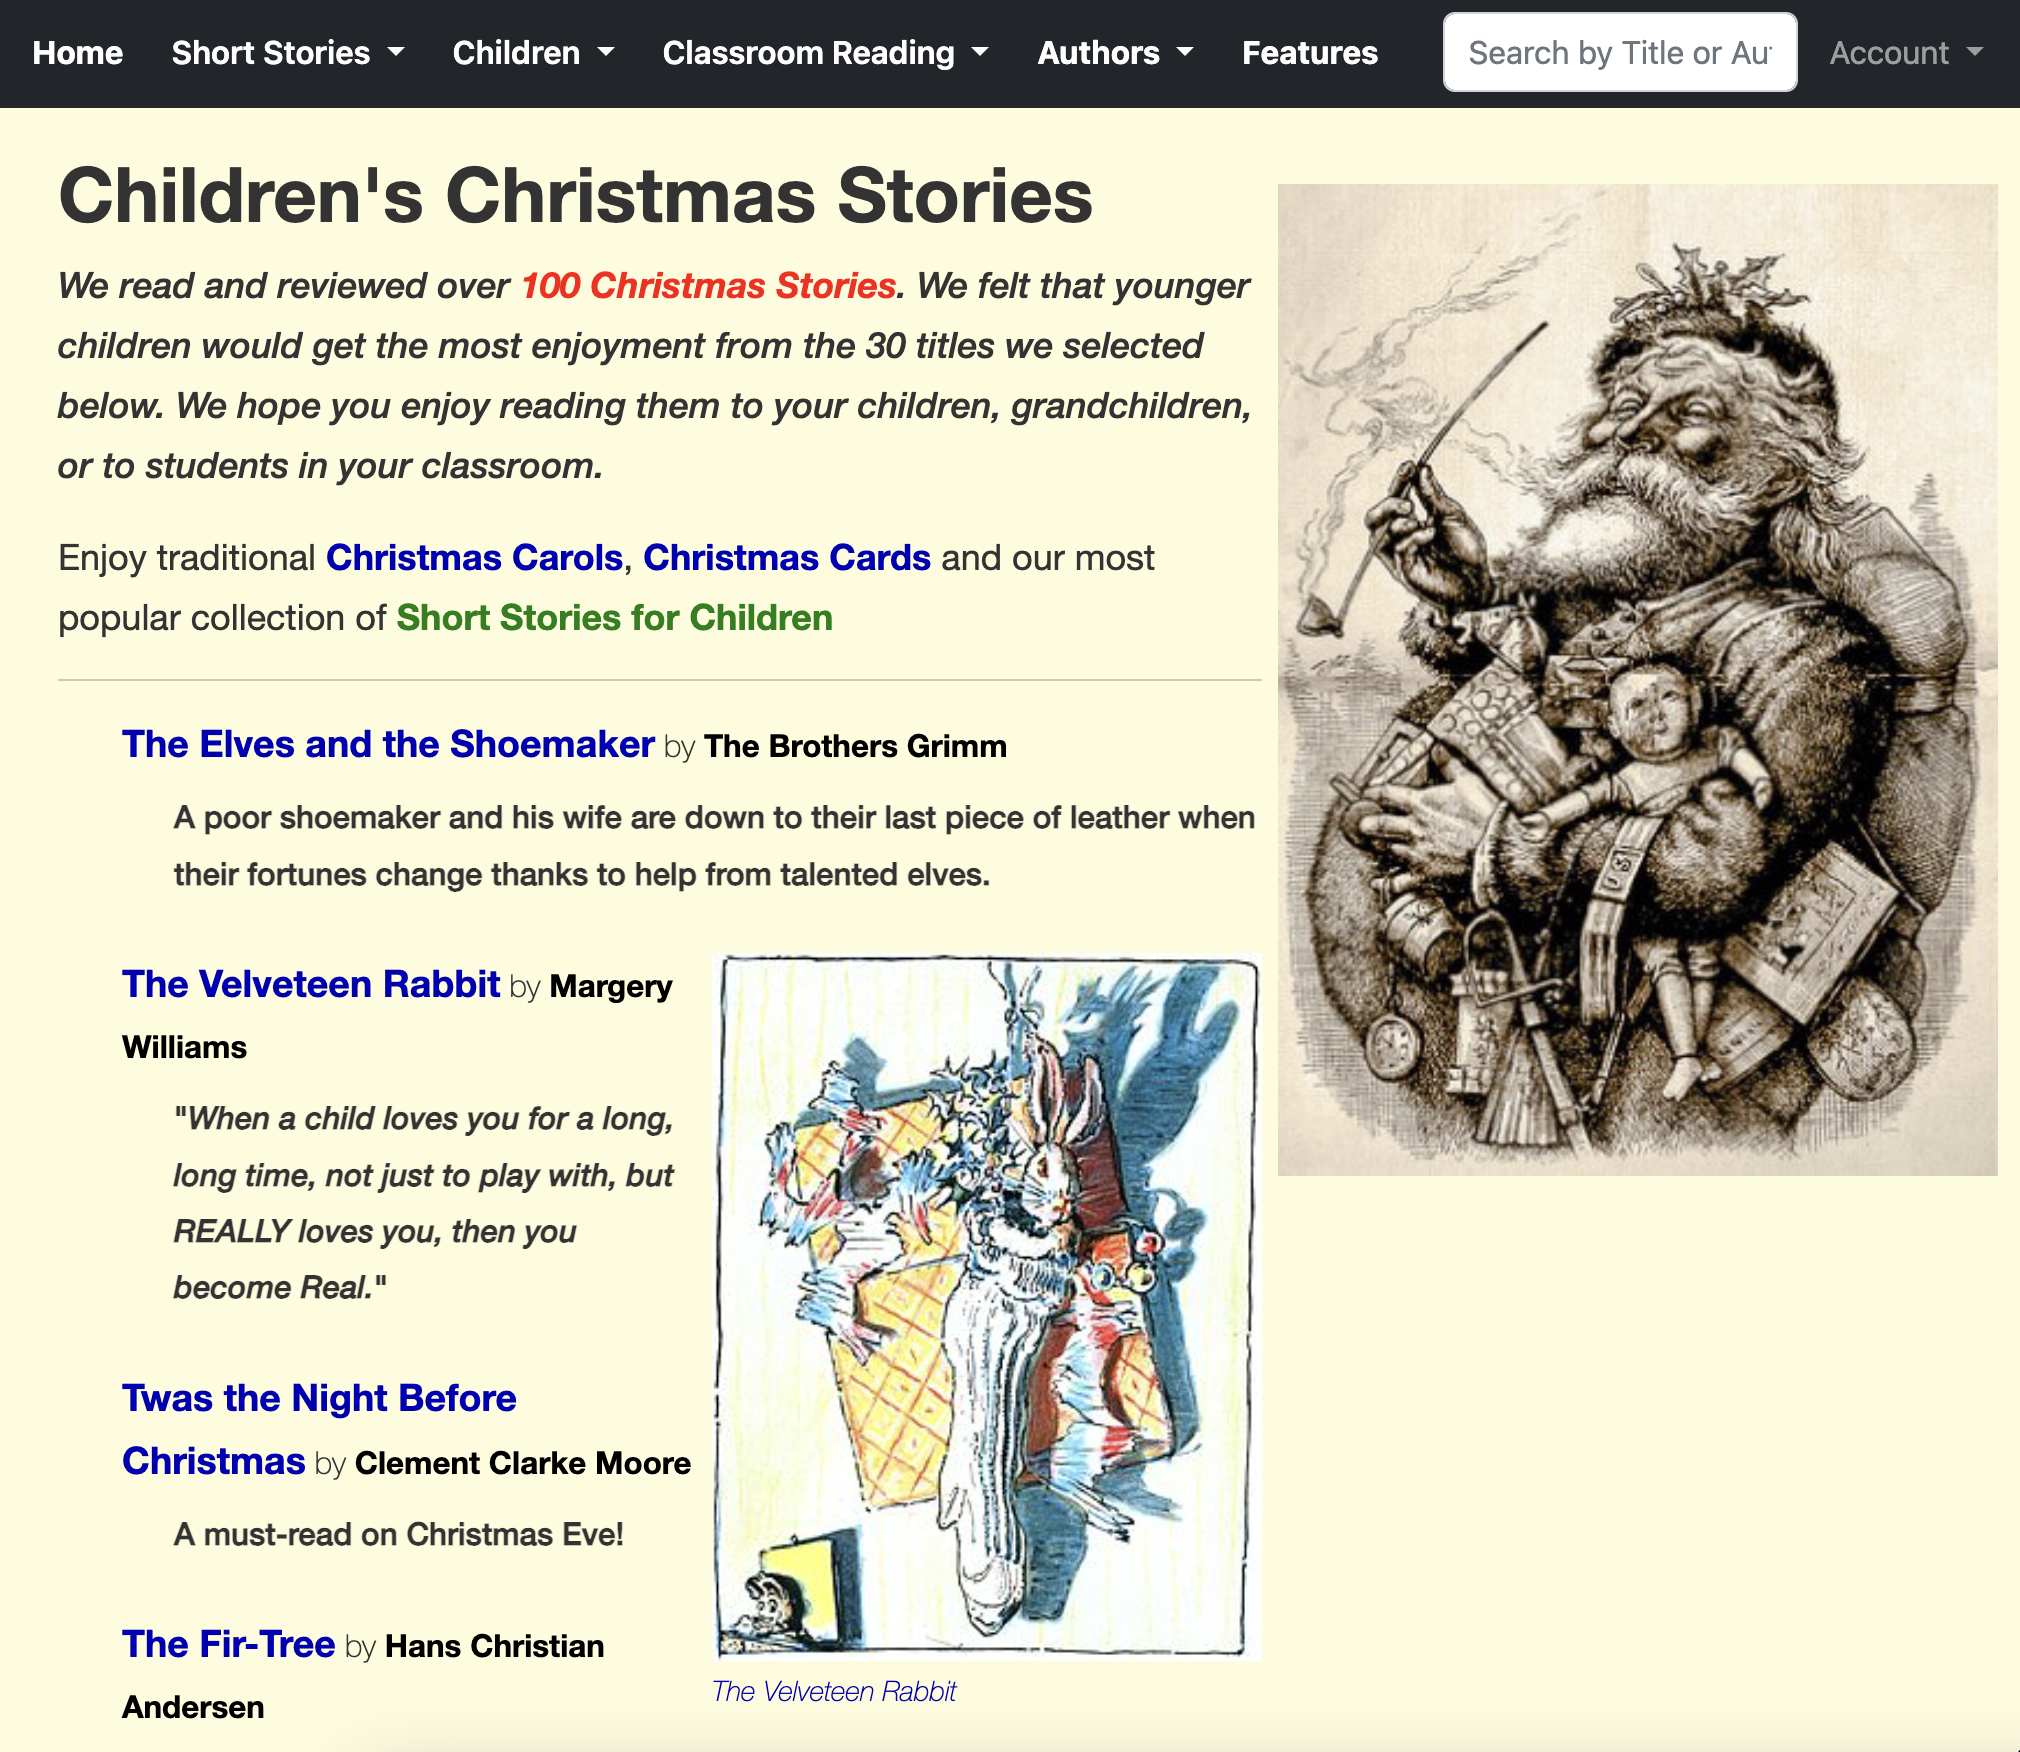 Home Short Stories Children Classroom Reading Authors Features Search by Title or Au Account
Children's Christmas Stories
We read and reviewed over 100 Christmas Stories. We felt that younger
children would get the most enjoyment from the 30 titles we selected
below. We hope you enjoy reading them to your children, grandchildren,
or to students in your classroom.
Enjoy traditional Christmas Carols, Christmas Cards and our most
popular collection of Short Stories for Children
The Elves and the Shoemaker by The Brothers Grimm
A poor shoemaker and his wife are down to their last piece of leather when
their fortunes change thanks to help from talented elves.
The Velveteen Rabbit by Margery
Williams
"When a child loves you for a long,
long time, not just to play with, but
REALLY loves you, then you
become Real."
Twas the Night Before
Christmas by Clement Clarke Moore
A must-read on Christmas Eve!
The Fir-Tree by Hans Christian
Andersen
The Velveteen Rabbit